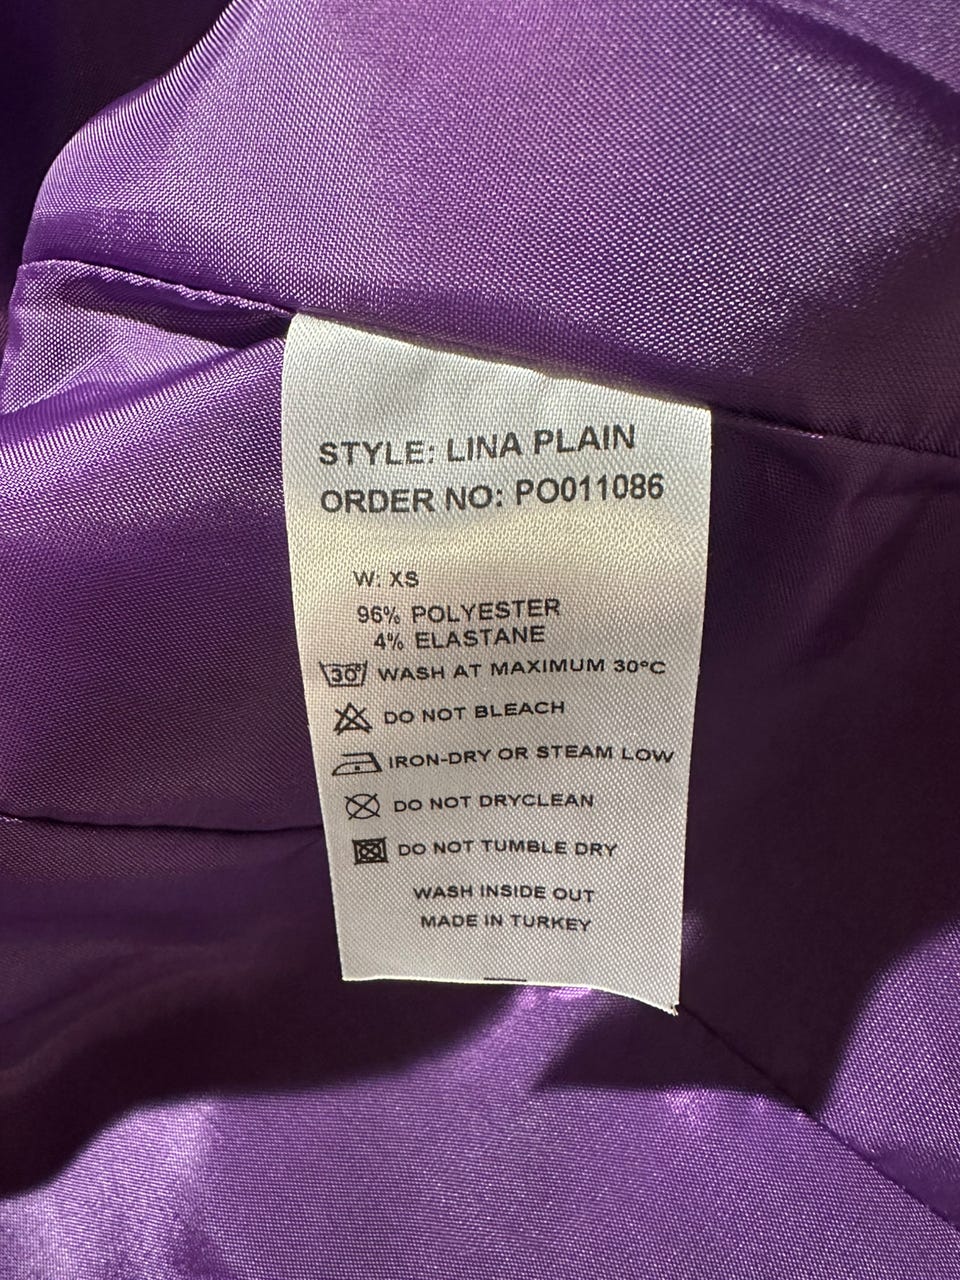 STYLE: LINA PLAIN
ORDER NO: PO011086
W: XS
96% POLYESTER
4% ELASTANE
30° WASH AT MAXIMUM 30°C
DO NOT BLEACH
IRON-DRY OR STEAM LOW
DO NOT DRYCLEAN
DO NOT TUMBLE DRY
WASH INSIDE OUT
MADE IN TURKEY